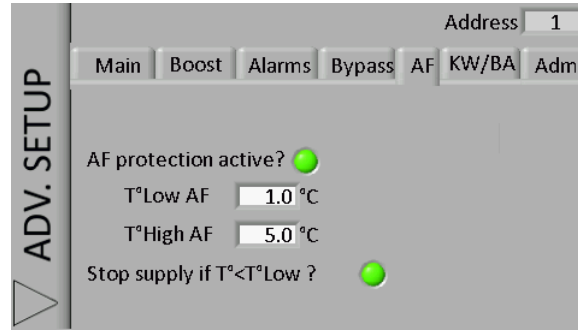 Address 1
ADV. SETUP
Main Boost Alarms Bypass AF KW/BA Adm
AF protection active?
T°Low AF 1.0 °C
T°High AF 5.0 °C
Stop supply if T°<T°Low ?